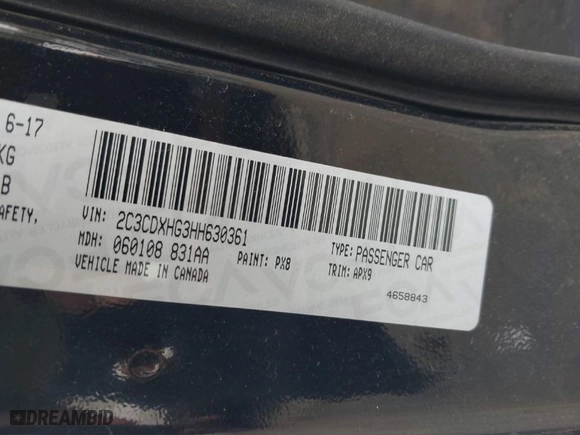 6-17
KG
B
AFETY,
VIN: 2C3CDXHG3HH630361
MDH: 060108 831AA
PAINT: PX8
VEHICLE MADE IN CANADA
TYPE: PASSENGER CAR
TRIM: APX9
4658843
DREAMBID